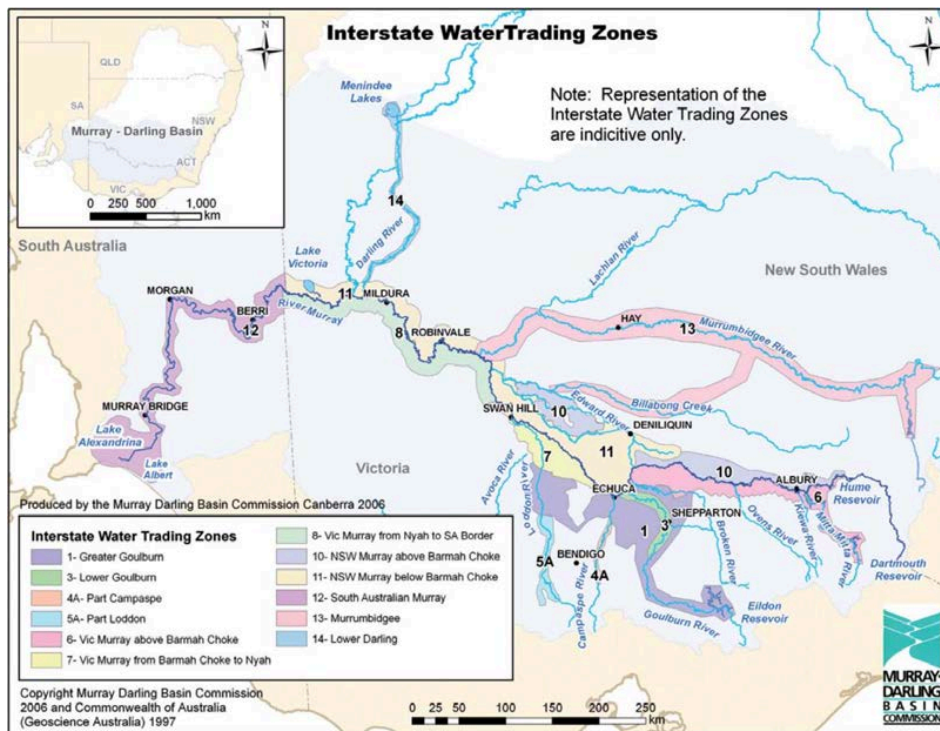 Interstate WaterTrading Zones
N
QLD
SA
NSW
Murray - Darling Basin
ACT
VIC
0 250 500 1,000
km
N
Menindee
Lakes
Note: Representation of the
Interstate Water Trading Zones
are indicitive only.
14
Darling River
Lachlan River
South Australia
New South Wales
Lake
Victoria
MORGAN
BERRI
12
River Murray
11
MILDURA
8
ROBINVALE
HAY
13
Murrumbidgee River
MURRAY BRIDGE
Lake
Alexandrina
Lake
Albert
SWAN HILL
10
Edward River
Billabong Creek
DENILIQUIN
Victoria
Avoca River
7
11
10
ALBURY
6
Hume
Resevoir
Loddon River
ECHUCA
SHEPPARTON
3
1
Broken River
Ovens River
Kiewa River
Mitta Mitta River
Dartmouth
Resevoir
5A
BENDIGO
4A
Campaspe River
Goulburn River
Eildon
Resevoir
Produced by the Murray Darling Basin Commission Canberra 2006
Interstate Water Trading Zones
1- Greater Goulburn
3- Lower Goulburn
4A- Part Campaspe
5A- Part Loddon
6- Vic Murray above Barmah Choke
7- Vic Murray from Barmah Choke to Nyah
8- Vic Murray from Nyah to SA Border
10- NSW Murray above Barmah Choke
11- NSW Murray below Barmah Choke
12- South Australian Murray
13- Murrumbidgee
14- Lower Darling
Copyright Murray Darling Basin Commission
2006 and Commonwealth of Australia
(Geoscience Australia) 1997
0 25 50 100 150 200 250
km
MURRAY-
DARLING
BASIN
COMMISSION